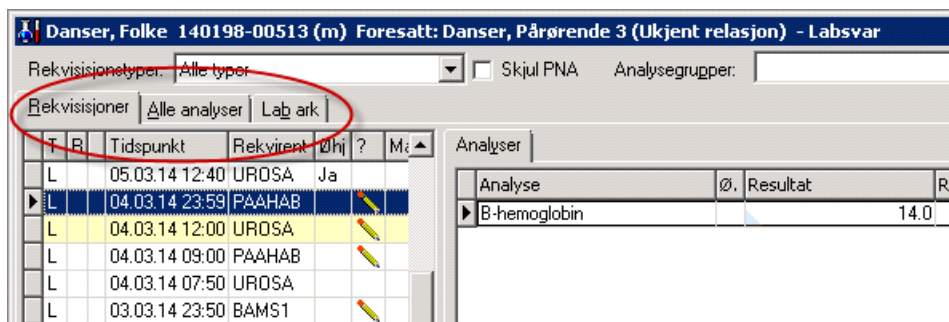 Danser, Folke 140198-00513 (m) Foresatt: Danser, Pårørende 3 (Ukjent relasjon) - Labsvar
Rekvisisjonstyper: Alle typer Skjul PNA Analysegrupper:
Rekvisisjoner Alle analyser Lab ark
T R Tidspunkt Rekvirent Øhj ? Ma
L 05.03.14 12:40 UROSA Ja
L 04.03.14 23:59 PAAHAB
L 04.03.14 12:00 UROSA
L 04.03.14 09:00 PAAHAB
L 04.03.14 07:50 UROSA
L 03.03.14 23:50 BAMS1
Analyser
Analyse Ø. Resultat R
B-hemoglobin 14.0